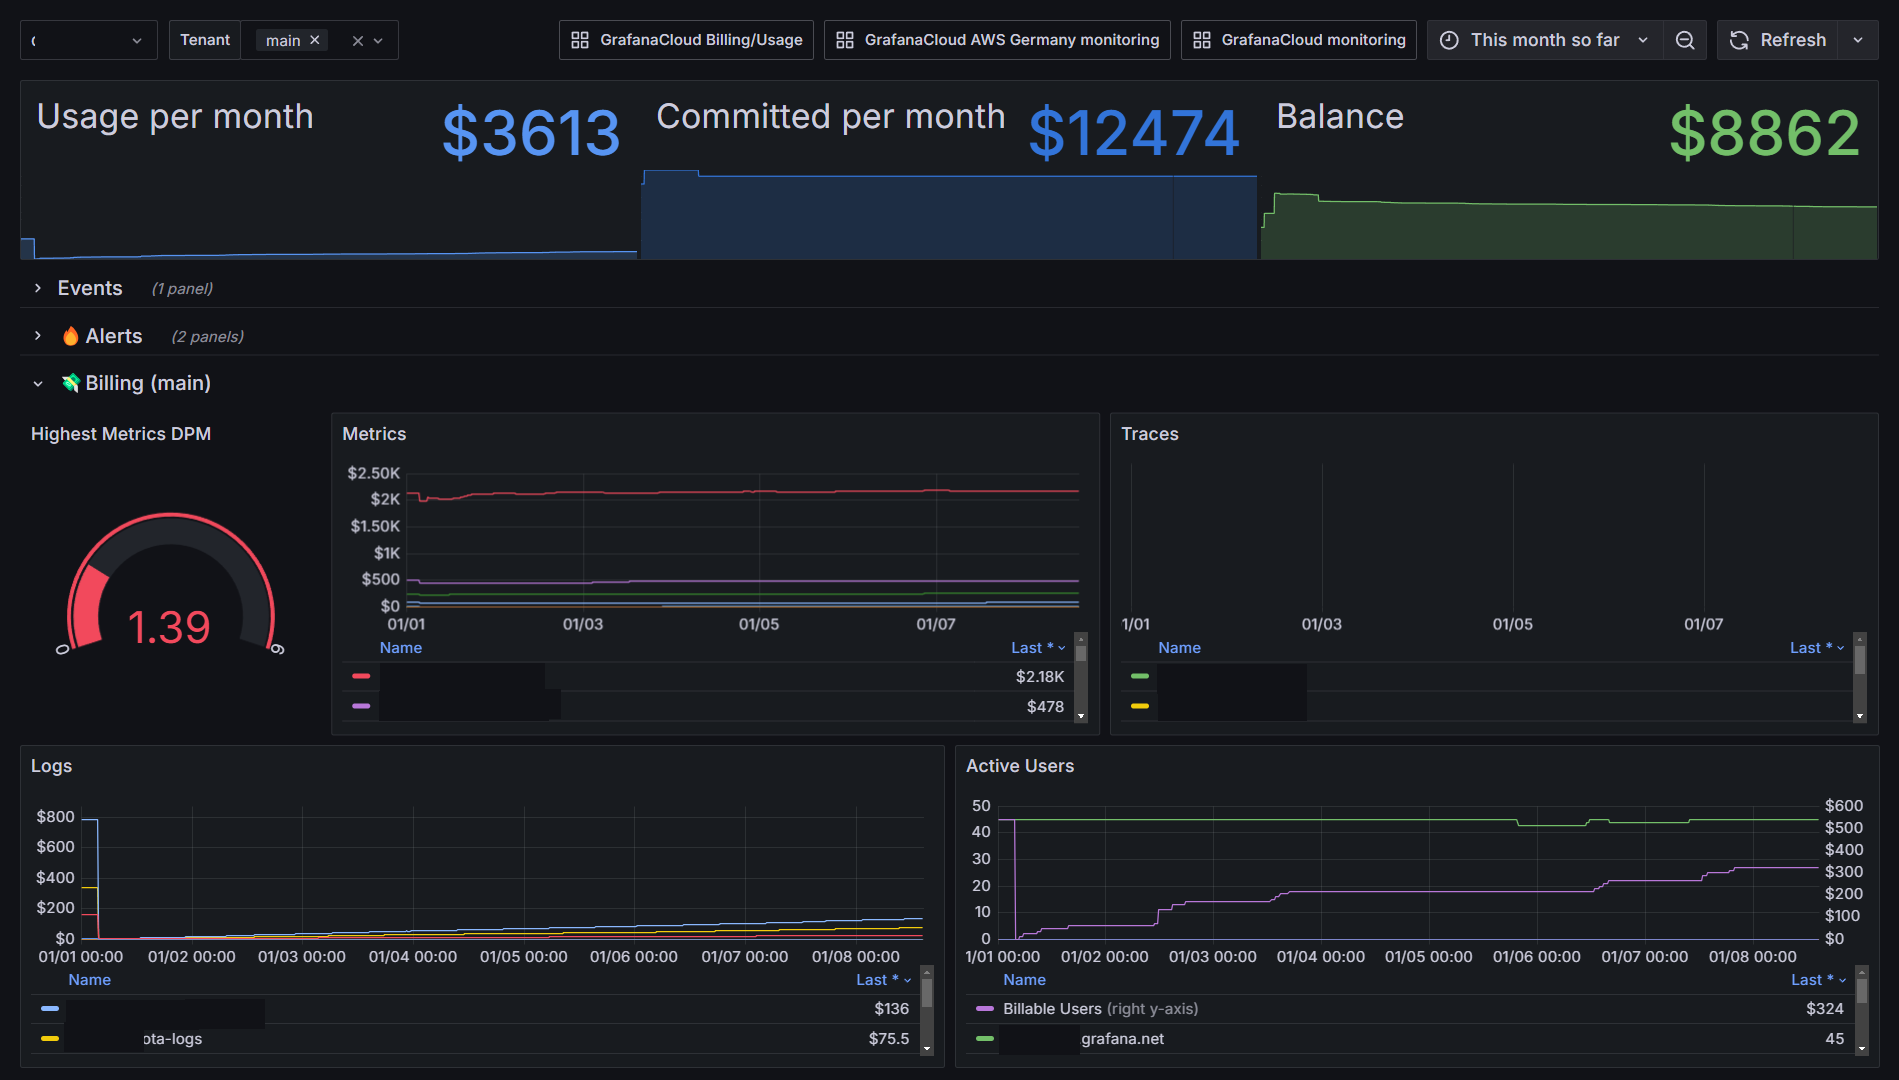 Tenant main
GrafanaCloud Billing/Usage
GrafanaCloud AWS Germany monitoring
GrafanaCloud monitoring
This month so far
Refresh
Usage per month
$3613
Committed per month
$12474
Balance
$8862
Events (1 panel)
Alerts (2 panels)
Billing (main)
Highest Metrics DPM
1.39
0
6
Metrics
$2.50K
$2K
$1.50K
$1K
$500
$0
01/01 01/03 01/05 01/07
Name Last *
$2.18K
$478
Traces
1/01 01/03 01/05 01/07
Name Last *
Logs
$800
$600
$400
$200
$0
01/01 00:00 01/02 00:00 01/03 00:00 01/04 00:00 01/05 00:00 01/06 00:00 01/07 00:00 01/08 00:00
Name Last *
$136
ota-logs $75.5
Active Users
50 $600
$500
40
$400
30
$300
20
$200
10
$100
0 $0
1/01 00:00 01/02 00:00 01/03 00:00 01/04 00:00 01/05 00:00 01/06 00:00 01/07 00:00 01/08 00:00
Name Last *
Billable Users (right y-axis) $324
grafana.net 45